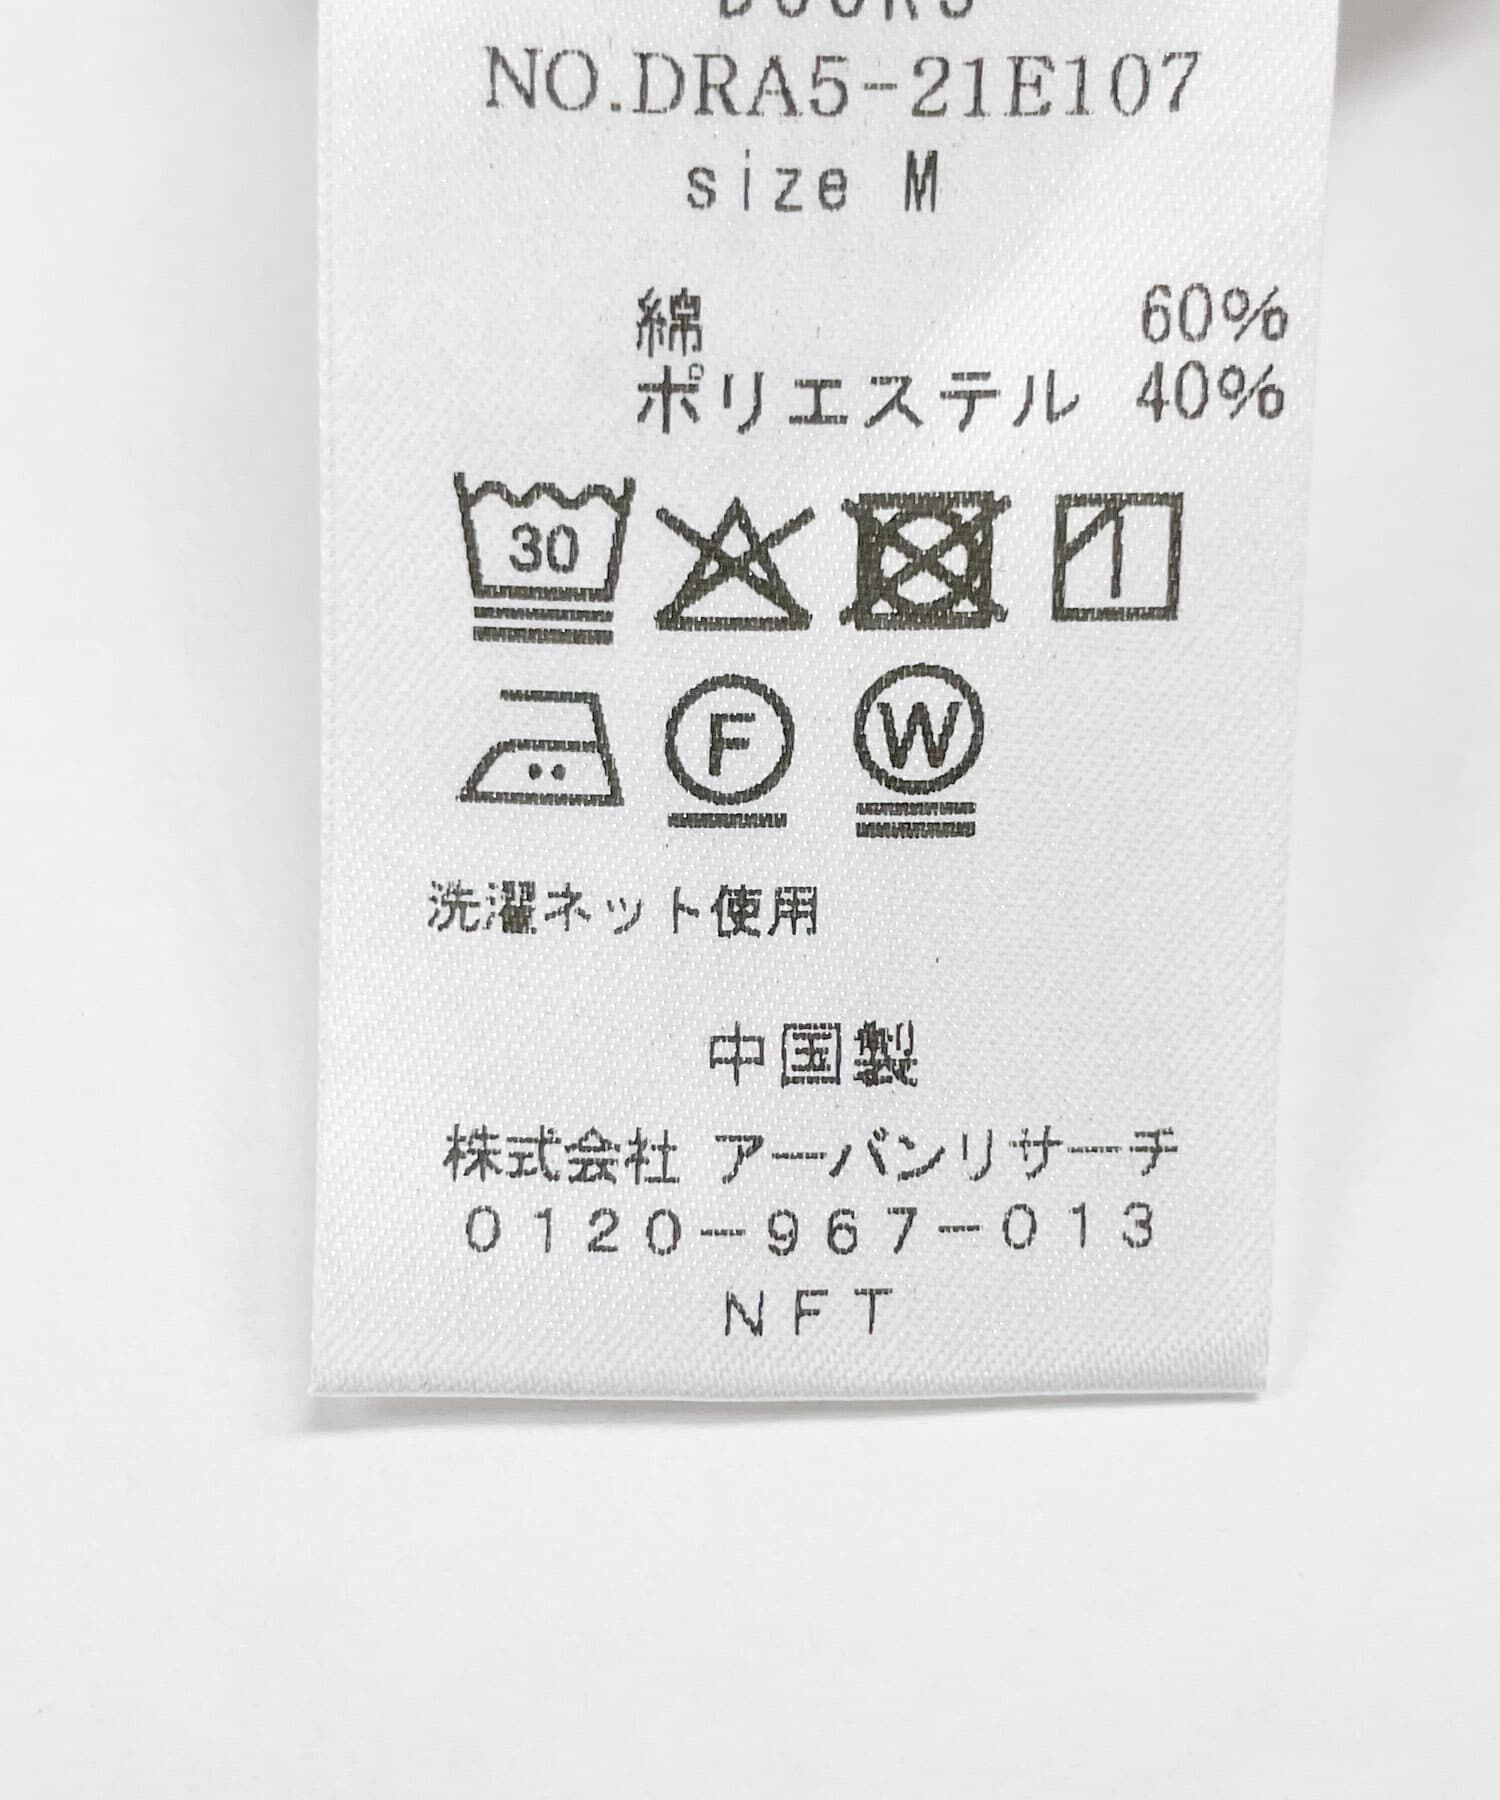 DOORS
NO.DRA5-21E107
size M
綿 60%
ポリエステル 40%
30
F W
洗濯ネット使用
中国製
株式会社 アーバンリサーチ
0120-967-013
NFT